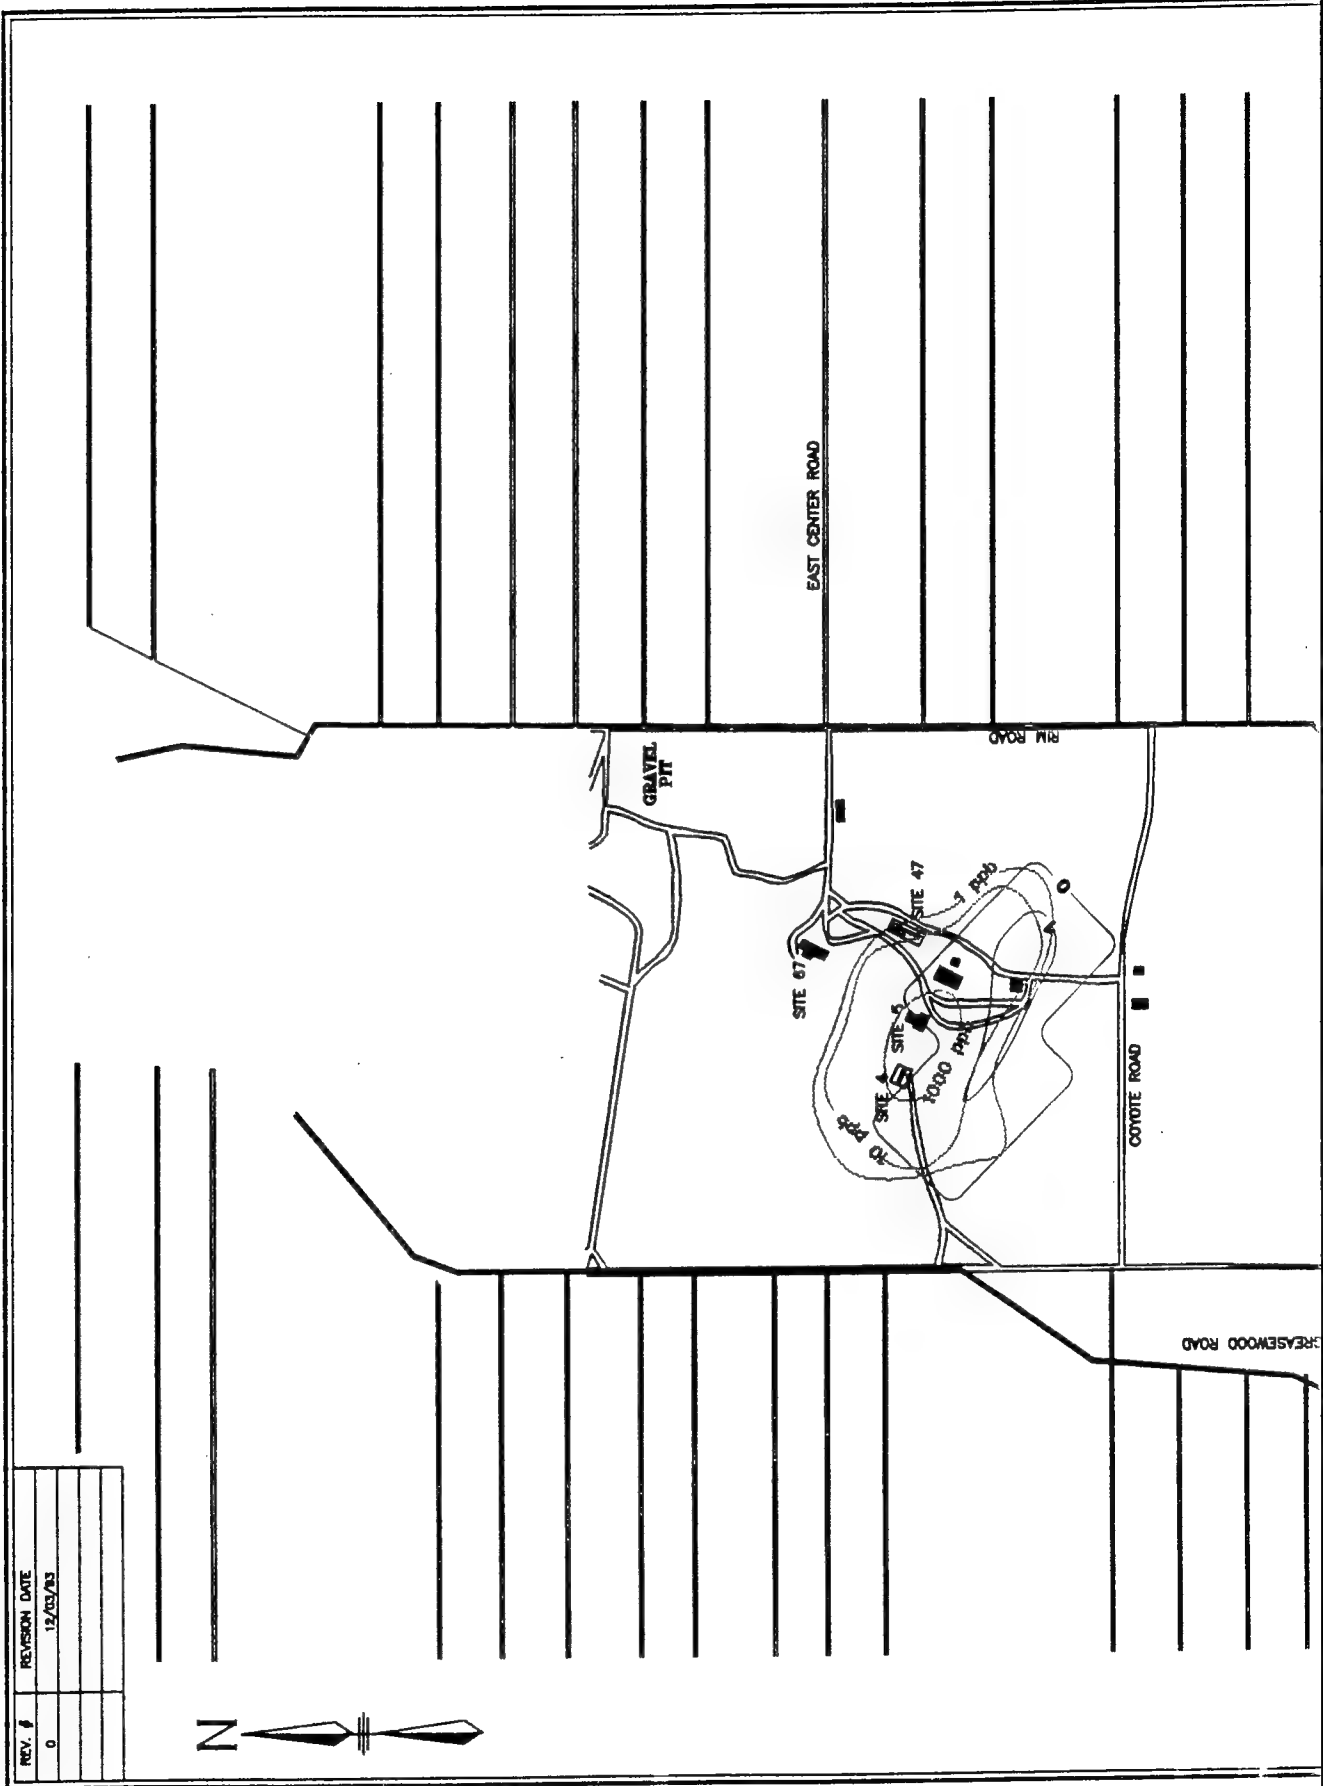 REV. #
REVISION DATE
0
12/03/93
N
EAST CENTER ROAD
RIM ROAD
GRAVEL
PIT
SITE 47
SITE 67
SITE 5
SITE 4
1 ppb
10 ppb
1000 ppb
0
COYOTE ROAD
GREASEWOOD ROAD